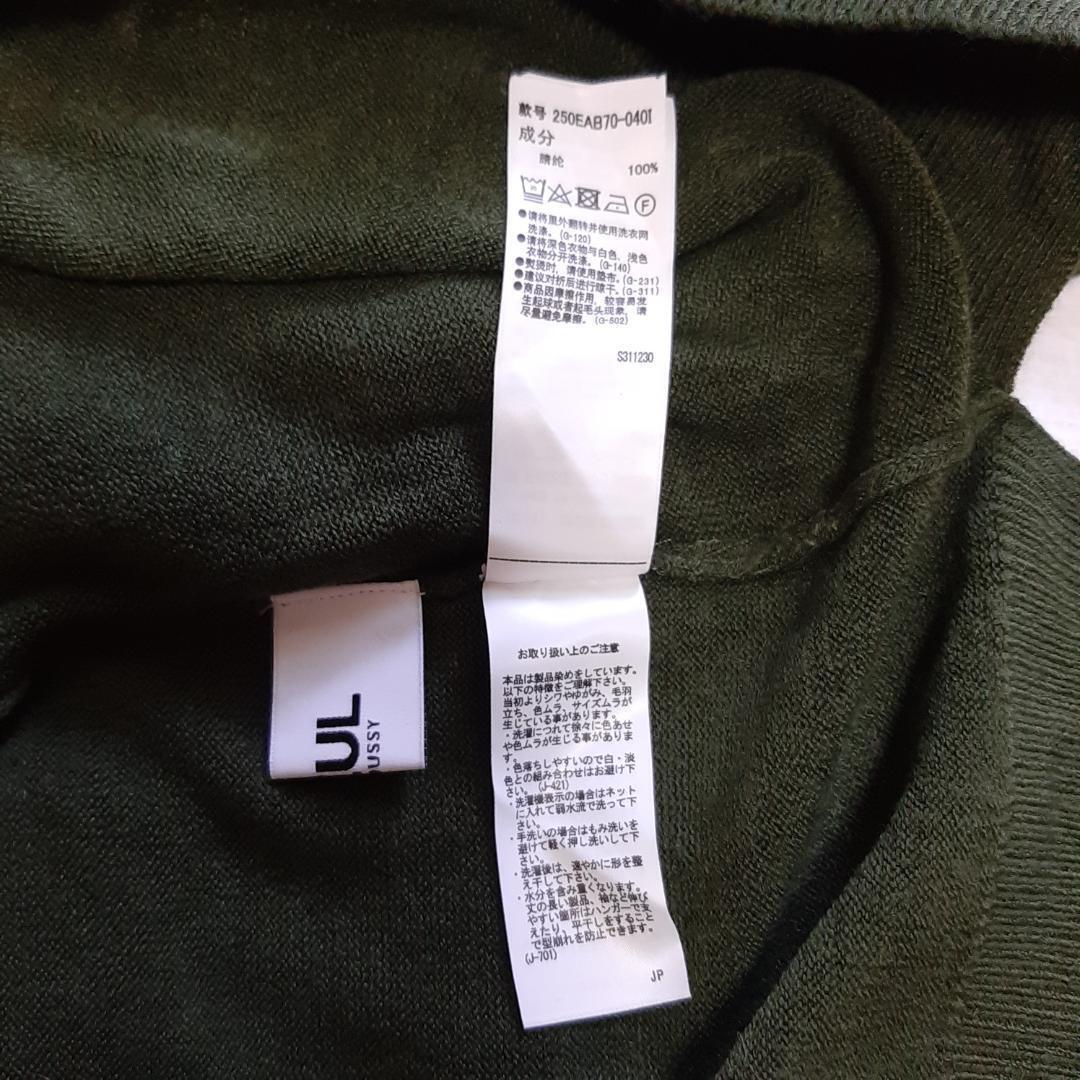 款号 250EAB70-0401
成分
腈纶 100%
F
●请将里外翻转并使用洗衣网
洗涤。(G-120)
●请将深色衣物与白色、浅色
衣物分开洗涤。(G-140)
●熨烫时，请使用垫布。(G-231)
●建议对折后进行晾干。(G-311)
●商品因摩擦作用，较容易发
生起球或者起毛头现象，请
尽量避免摩擦。(G-502)
S311230
UL
USSY
お取り扱い上のご注意
本品は製品染めをしています。
以下の特徴をご理解下さい。
当初よりシワやゆがみ、毛羽
立ち、色ムラ、サイズムラが
生じている事があります。
・洗濯につれて徐々に色あせ
や色ムラが生じる事がありま
す。
・色落ちしやすいので白・淡
色との組み合わせはお避け下
さい。(J-421)
・洗濯機表示の場合はネット
に入れて弱水流で洗って下
さい。
・手洗いの場合はもみ洗いを
避けて軽く押し洗いして下
さい。
・洗濯後は、速やかに形を整
え干して下さい。
・水分を含み重くなります。
丈の長い製品、袖など伸び
やすい箇所はハンガーで支
えたり、平干しをすること
で型崩れを防止できます。
(J-701)
JP